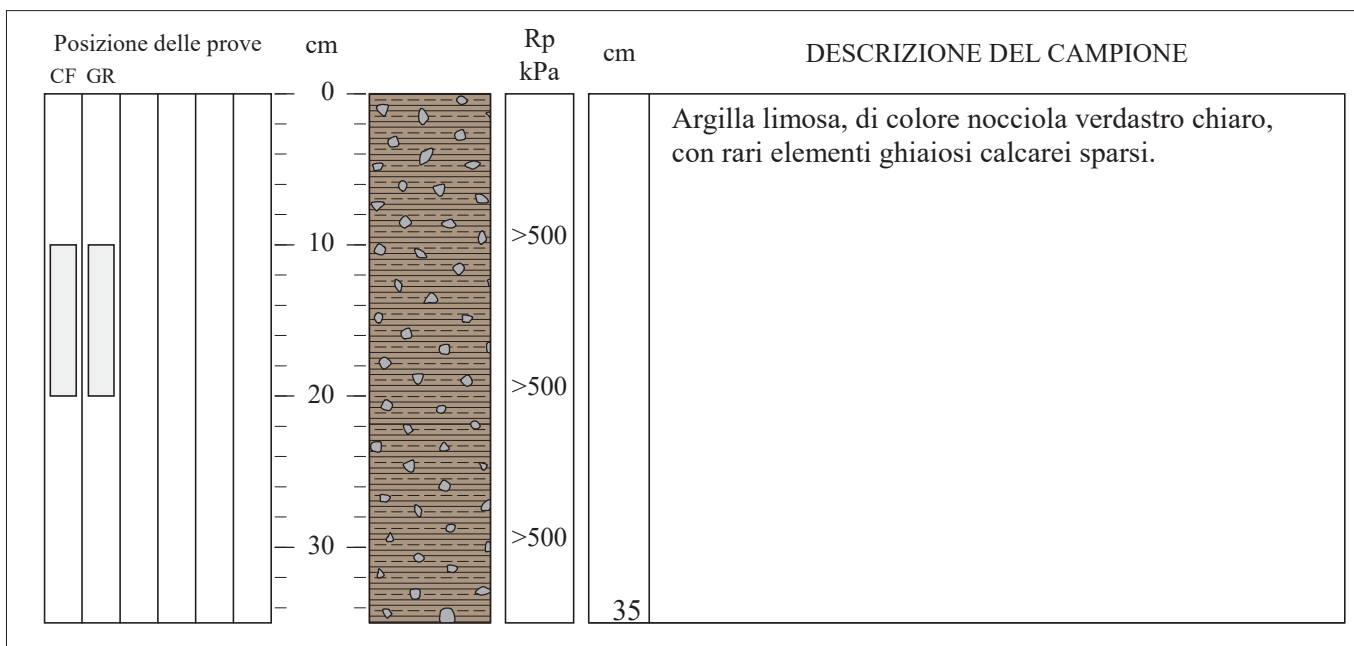 Posizione delle prove
CF GR
cm
Rp
kPa
cm
DESCRIZIONE DEL CAMPIONE
0
Argilla limosa, di colore nocciola verdastro chiaro,
con rari elementi ghiaiosi calcarei sparsi.
10
>500
20
>500
30
>500
35